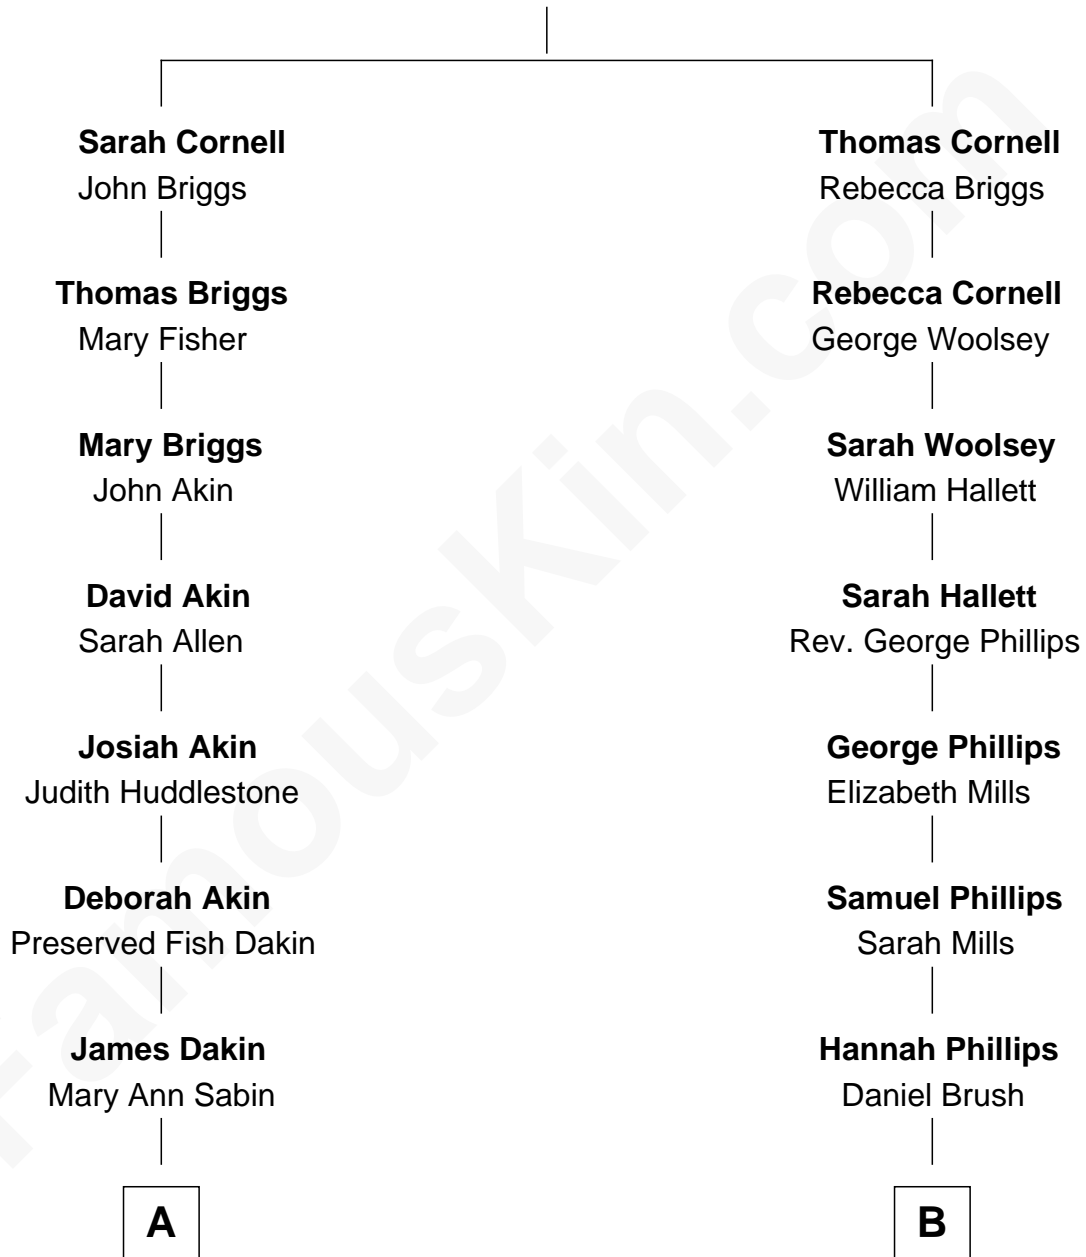 Sarah Cornell
John Briggs
Thomas Briggs
Mary Fisher
Mary Briggs
John Akin
David Akin
Sarah Allen
Josiah Akin
Judith Huddlestone
Deborah Akin
Preserved Fish Dakin
James Dakin
Mary Ann Sabin
A
Thomas Cornell
Rebecca Briggs
Rebecca Cornell
George Woolsey
Sarah Woolsey
William Hallett
Sarah Hallett
Rev. George Phillips
George Phillips
Elizabeth Mills
Samuel Phillips
Sarah Mills
Hannah Phillips
Daniel Brush
B
FamousKin.com